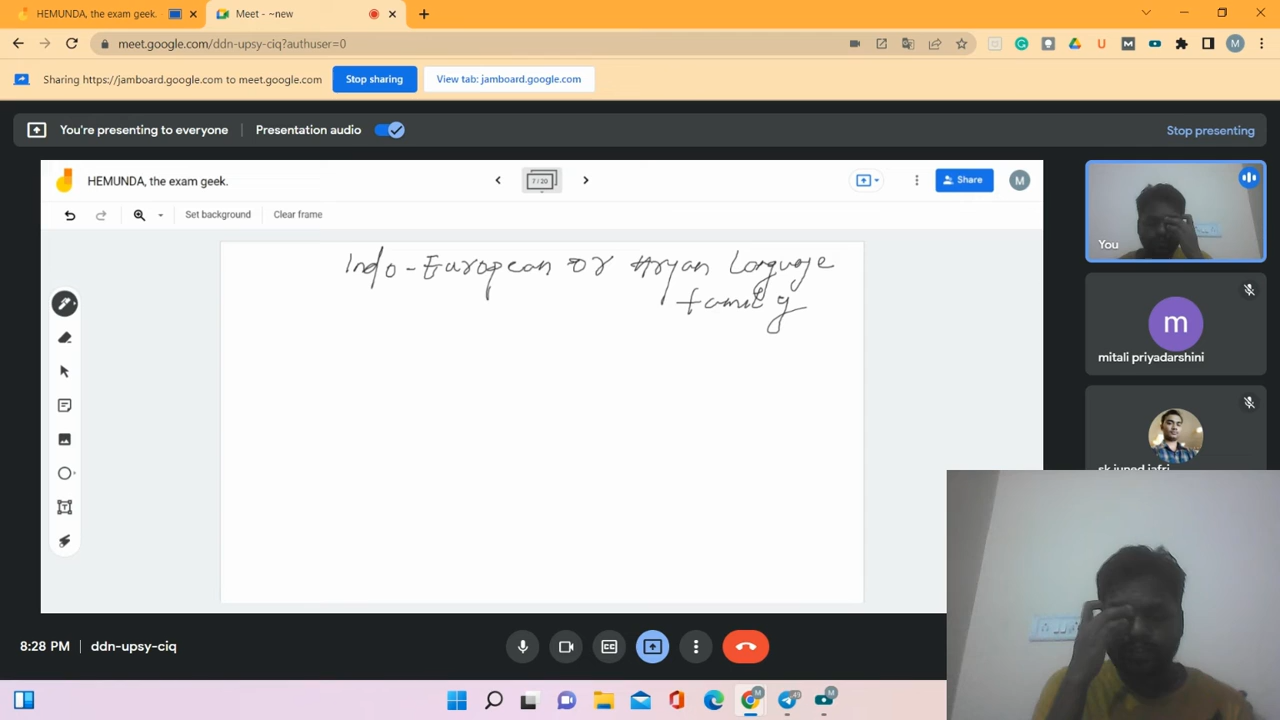 HEMUNDA, the exam geek.
Meet - ~new
meet.google.com/ddn-upsy-ciq?authuser=0
M
Sharing https://jamboard.google.com to meet.google.com
Stop sharing
View tab: jamboard.google.com
You're presenting to everyone
Presentation audio
Stop presenting
HEMUNDA, the exam geek.
7 / 20
Share
M
Set background
Clear frame
Indo-European or Aryan Language
family
You
m
mitali priyadarshini
sk juned jafri
8:28 PM
ddn-upsy-ciq